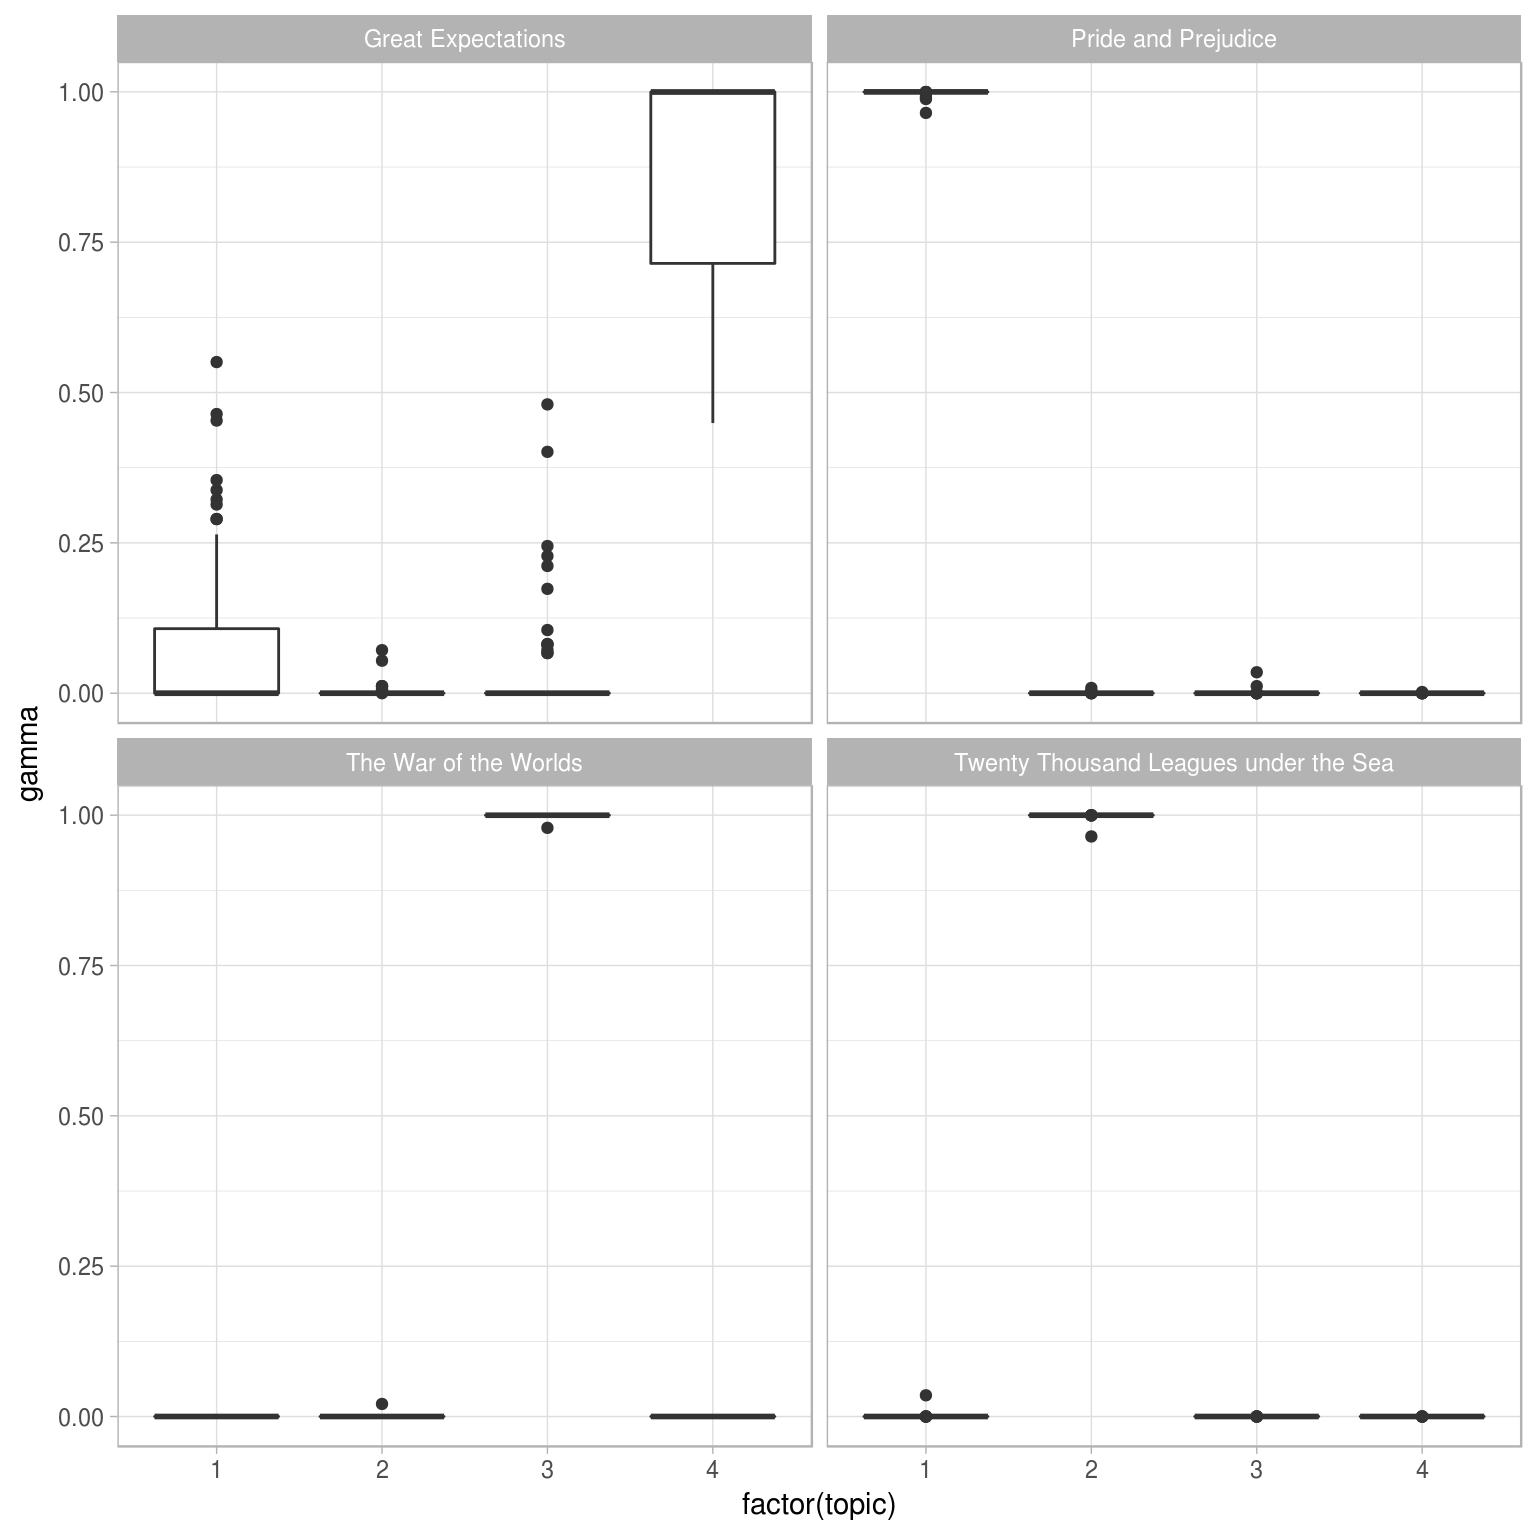 Great Expectations
Pride and Prejudice
1.00
0.75
0.50
0.25
0.00
gamma
The War of the Worlds
Twenty Thousand Leagues under the Sea
1.00
0.75
0.50
0.25
0.00
1 2 3 4
1 2 3 4
factor(topic)